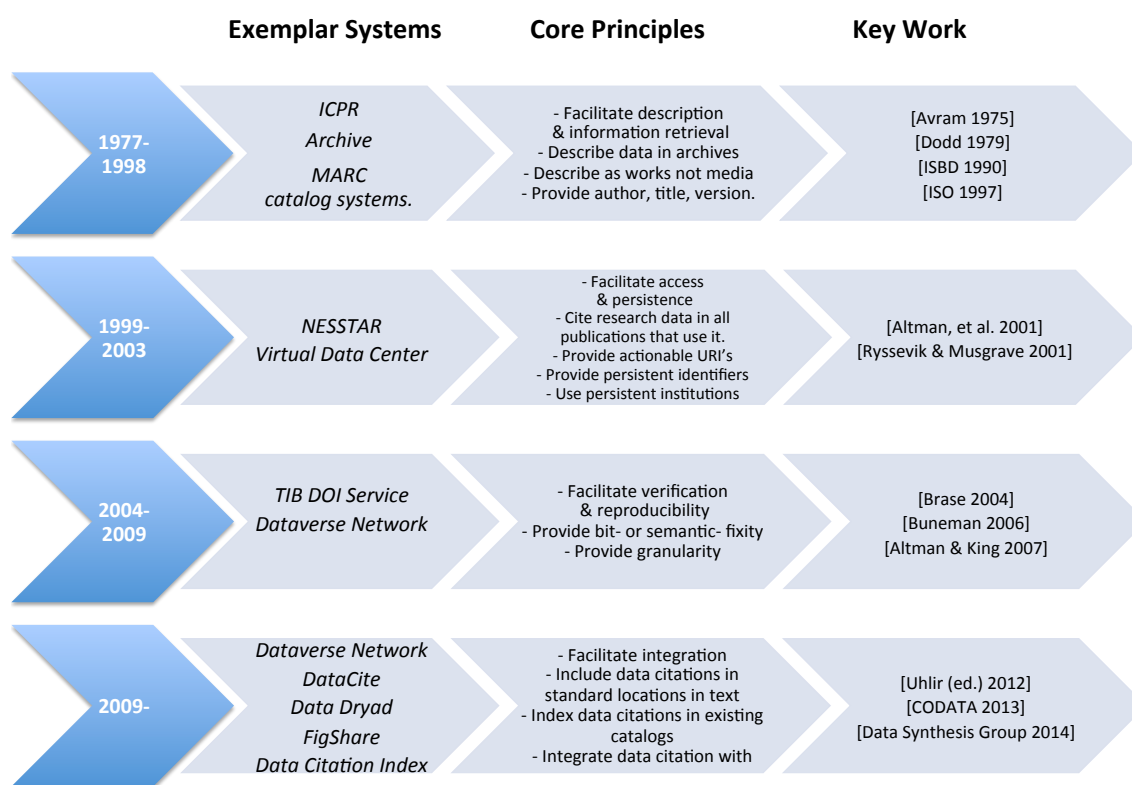 Exemplar Systems Core Principles Key Work
1977-
1998
ICPR
Archive
MARC
catalog systems.
- Facilitate description
& information retrieval
- Describe data in archives
- Describe as works not media
- Provide author, title, version.
[Avram 1975]
[Dodd 1979]
[ISBD 1990]
[ISO 1997]
1999-
2003
NESSTAR
Virtual Data Center
- Facilitate access
& persistence
- Cite research data in all
publications that use it.
- Provide actionable URI's
- Provide persistent identifiers
- Use persistent institutions
[Altman, et al. 2001]
[Ryssevik & Musgrave 2001]
2004-
2009
TIB DOI Service
Dataverse Network
- Facilitate verification
& reproducibility
- Provide bit- or semantic- fixity
- Provide granularity
[Brase 2004]
[Buneman 2006]
[Altman & King 2007]
2009-
Dataverse Network
DataCite
Data Dryad
FigShare
Data Citation Index
- Facilitate integration
- Include data citations in
standard locations in text
- Index data citations in existing
catalogs
- Integrate data citation with
[Uhlir (ed.) 2012]
[CODATA 2013]
[Data Synthesis Group 2014]